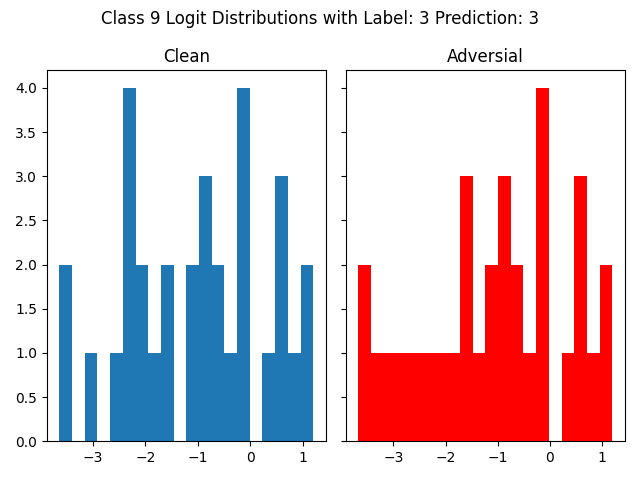 Class 9 Logit Distributions with Label: 3 Prediction: 3
Clean
Adversial
4.0
3.5
3.0
2.5
2.0
1.5
1.0
0.5
0.0
−3 −2 −1 0 1
−3 −2 −1 0 1